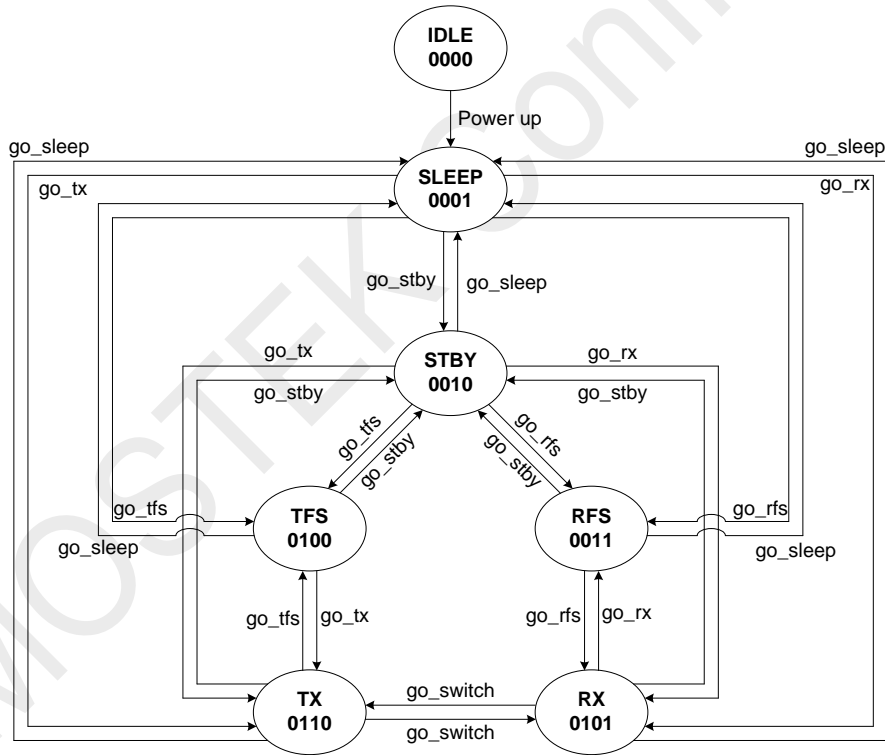 IDLE
0000
Power up
go_sleep
go_sleep
go_tx
SLEEP
0001
go_rx
go_stby
go_sleep
go_tx
STBY
0010
go_rx
go_stby
go_stby
go_tfs
go_stby
go_rfs
go_stby
go_tfs
go_sleep
TFS
0100
RFS
0011
go_rfs
go_sleep
go_tfs
go_tx
go_rfs
go_rx
TX
0110
go_switch
go_switch
RX
0101
MOSTEK